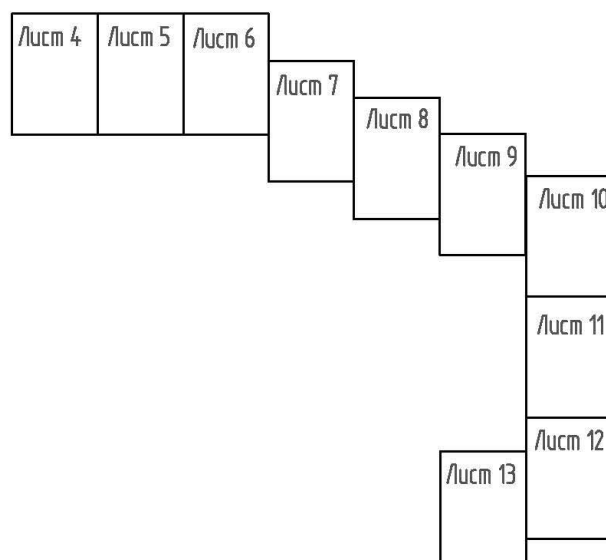 Лист 4
Лист 5
Лист 6
Лист 7
Лист 8
Лист 9
Лист 10
Лист 11
Лист 12
Лист 13